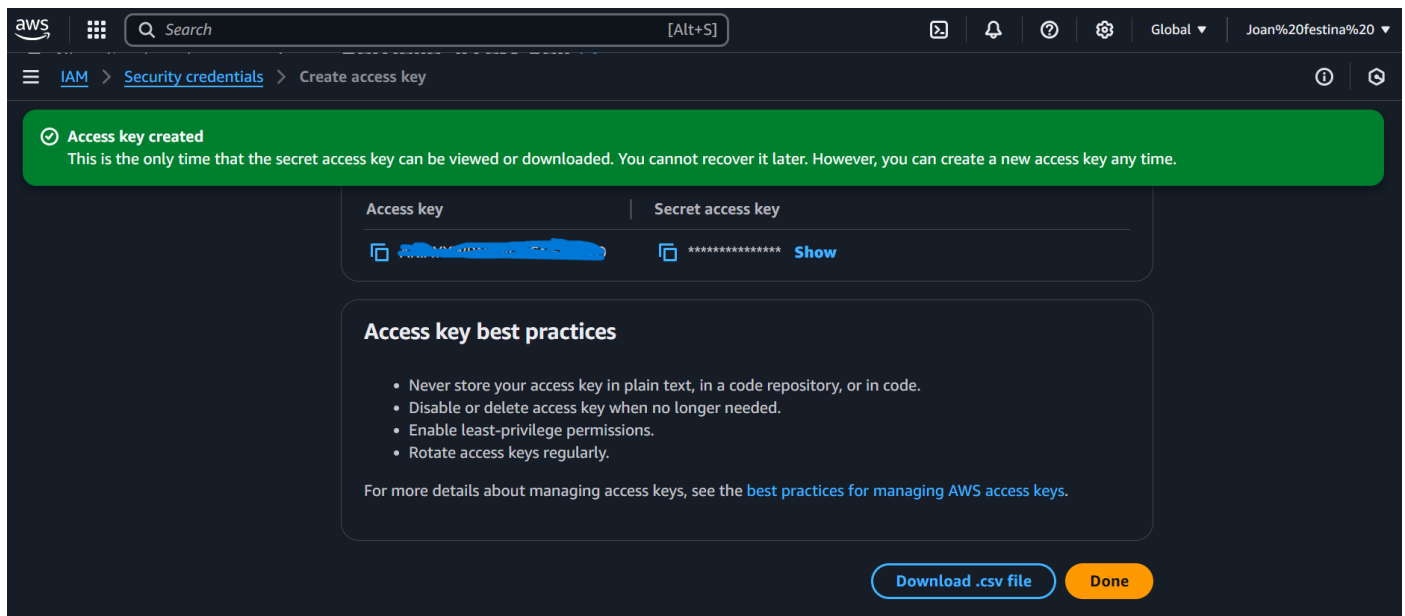 aws
Search [Alt+S] Global Joan%20festina%20
IAM > Security credentials > Create access key
Access key created
This is the only time that the secret access key can be viewed or downloaded. You cannot recover it later. However, you can create a new access key any time.
Access key Secret access key
*************** Show
Access key best practices
• Never store your access key in plain text, in a code repository, or in code.
• Disable or delete access key when no longer needed.
• Enable least-privilege permissions.
• Rotate access keys regularly.
For more details about managing access keys, see the best practices for managing AWS access keys.
Download .csv file Done